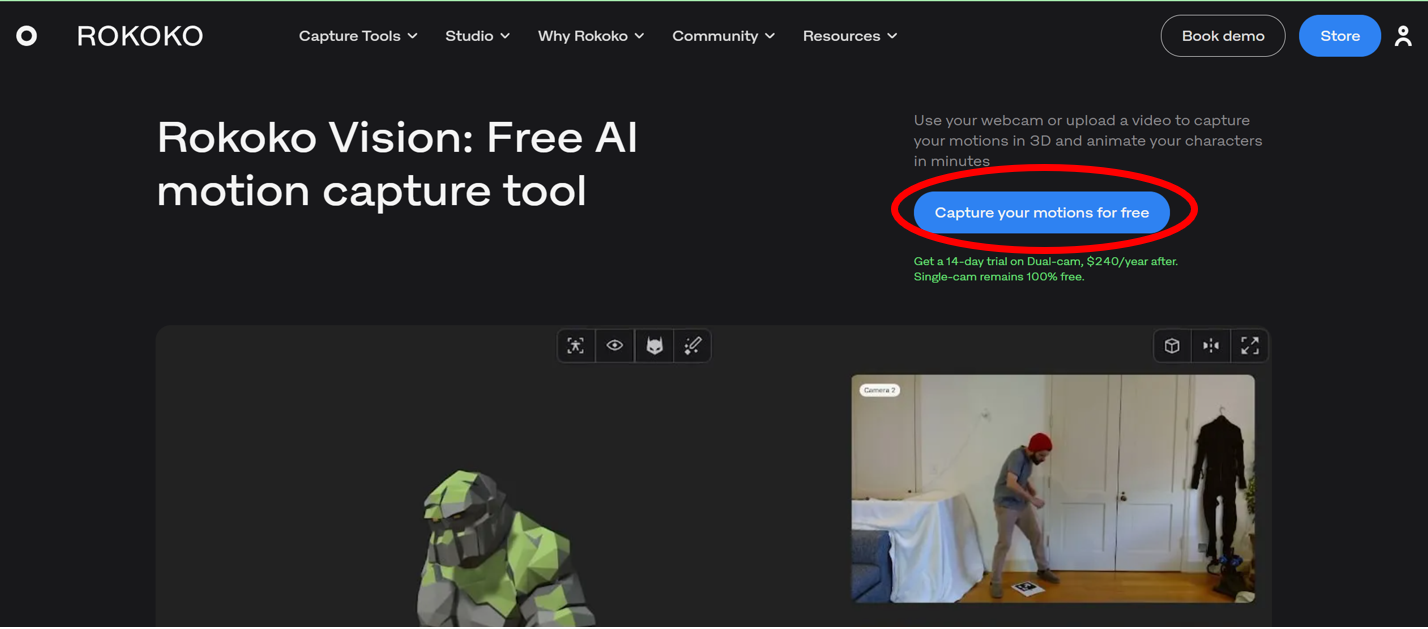 ROKOKO
Capture Tools
Studio
Why Rokoko
Community
Resources
Book demo
Store
Rokoko Vision: Free AI
motion capture tool
Use your webcam or upload a video to capture
your motions in 3D and animate your characters
in minutes
Capture your motions for free
Get a 14-day trial on Dual-cam, $240/year after.
Single-cam remains 100% free.
Camera 2